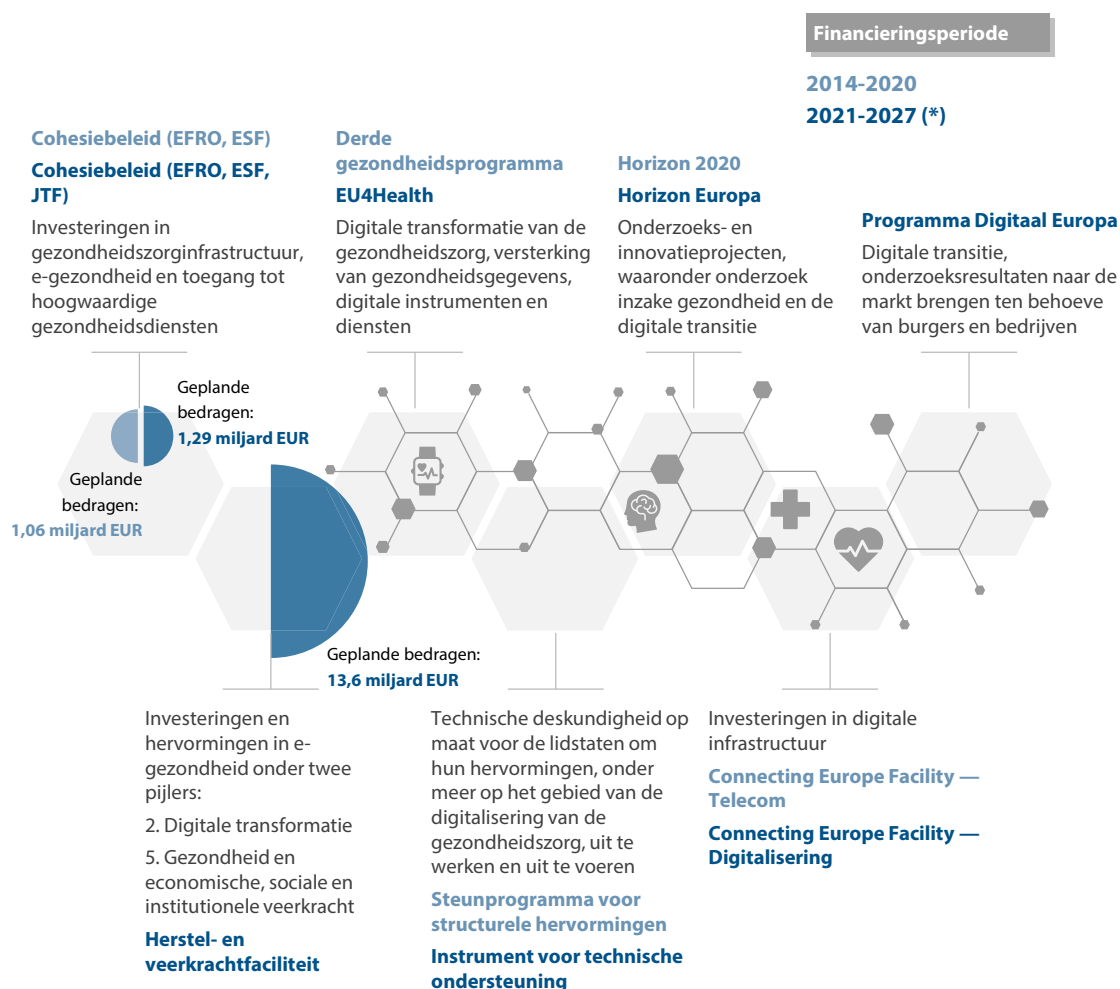 Financieringsperiode
2014-2020
2021-2027 (*)
Cohesiebeleid (EFRO, ESF)
Cohesiebeleid (EFRO, ESF,
JTF)
Investeringen in
gezondheidszorginfrastructuur,
e-gezondheid en toegang tot
hoogwaardige
gezondheidsdiensten
Derde
gezondheidsprogramma
EU4Health
Digitale transformatie van de
gezondheidszorg, versterking
van gezondheidsgegevens,
digitale instrumenten en
diensten
Horizon 2020
Horizon Europa
Onderzoeks- en
innovatieprojecten,
waaronder onderzoek
inzake gezondheid en de
digitale transitie
Programma Digitaal Europa
Digitale transitie,
onderzoeksresultaten naar de
markt brengen ten behoeve
van burgers en bedrijven
Geplande
bedragen:
1,29 miljard EUR
Geplande
bedragen:
1,06 miljard EUR
Geplande bedragen:
13,6 miljard EUR
Investeringen en
hervormingen in e-
gezondheid onder twee
pijlers:
2. Digitale transformatie
5. Gezondheid en
economische, sociale en
institutionele veerkracht
Herstel- en
veerkrachtfaciliteit
Technische deskundigheid op
maat voor de lidstaten om
hun hervormingen, onder
meer op het gebied van de
digitalisering van de
gezondheidszorg, uit te
werken en uit te voeren
Steunprogramma voor
structurele hervormingen
Instrument voor technische
ondersteuning
Investeringen in digitale
infrastructuur
Connecting Europe Facility —
Telecom
Connecting Europe Facility —
Digitalisering